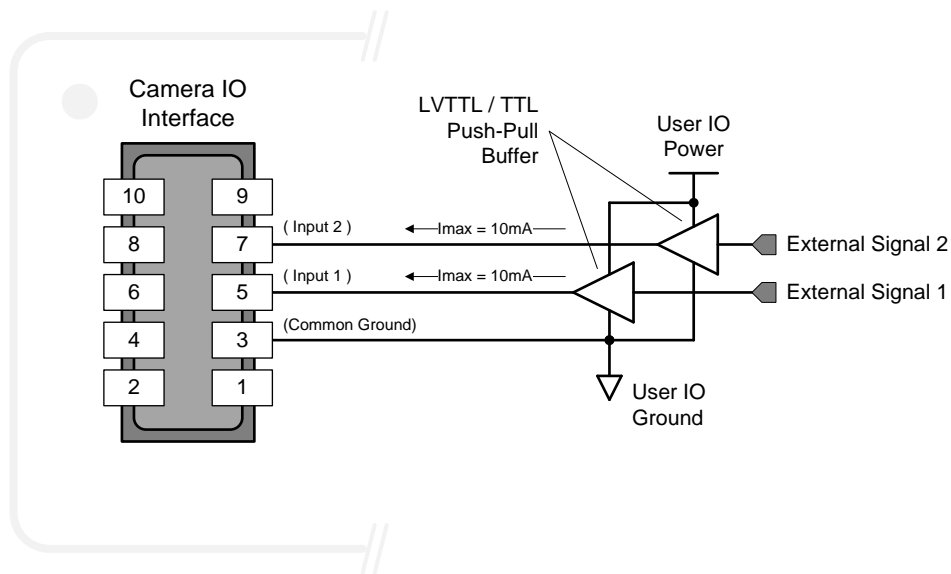 Camera IO
Interface
LVTTL / TTL
Push-Pull
Buffer
User IO
Power
10
9
( Input 2 )
Imax = 10mA
8
7
External Signal 2
( Input 1 )
Imax = 10mA
6
5
External Signal 1
(Common Ground)
4
3
2
1
User IO
Ground